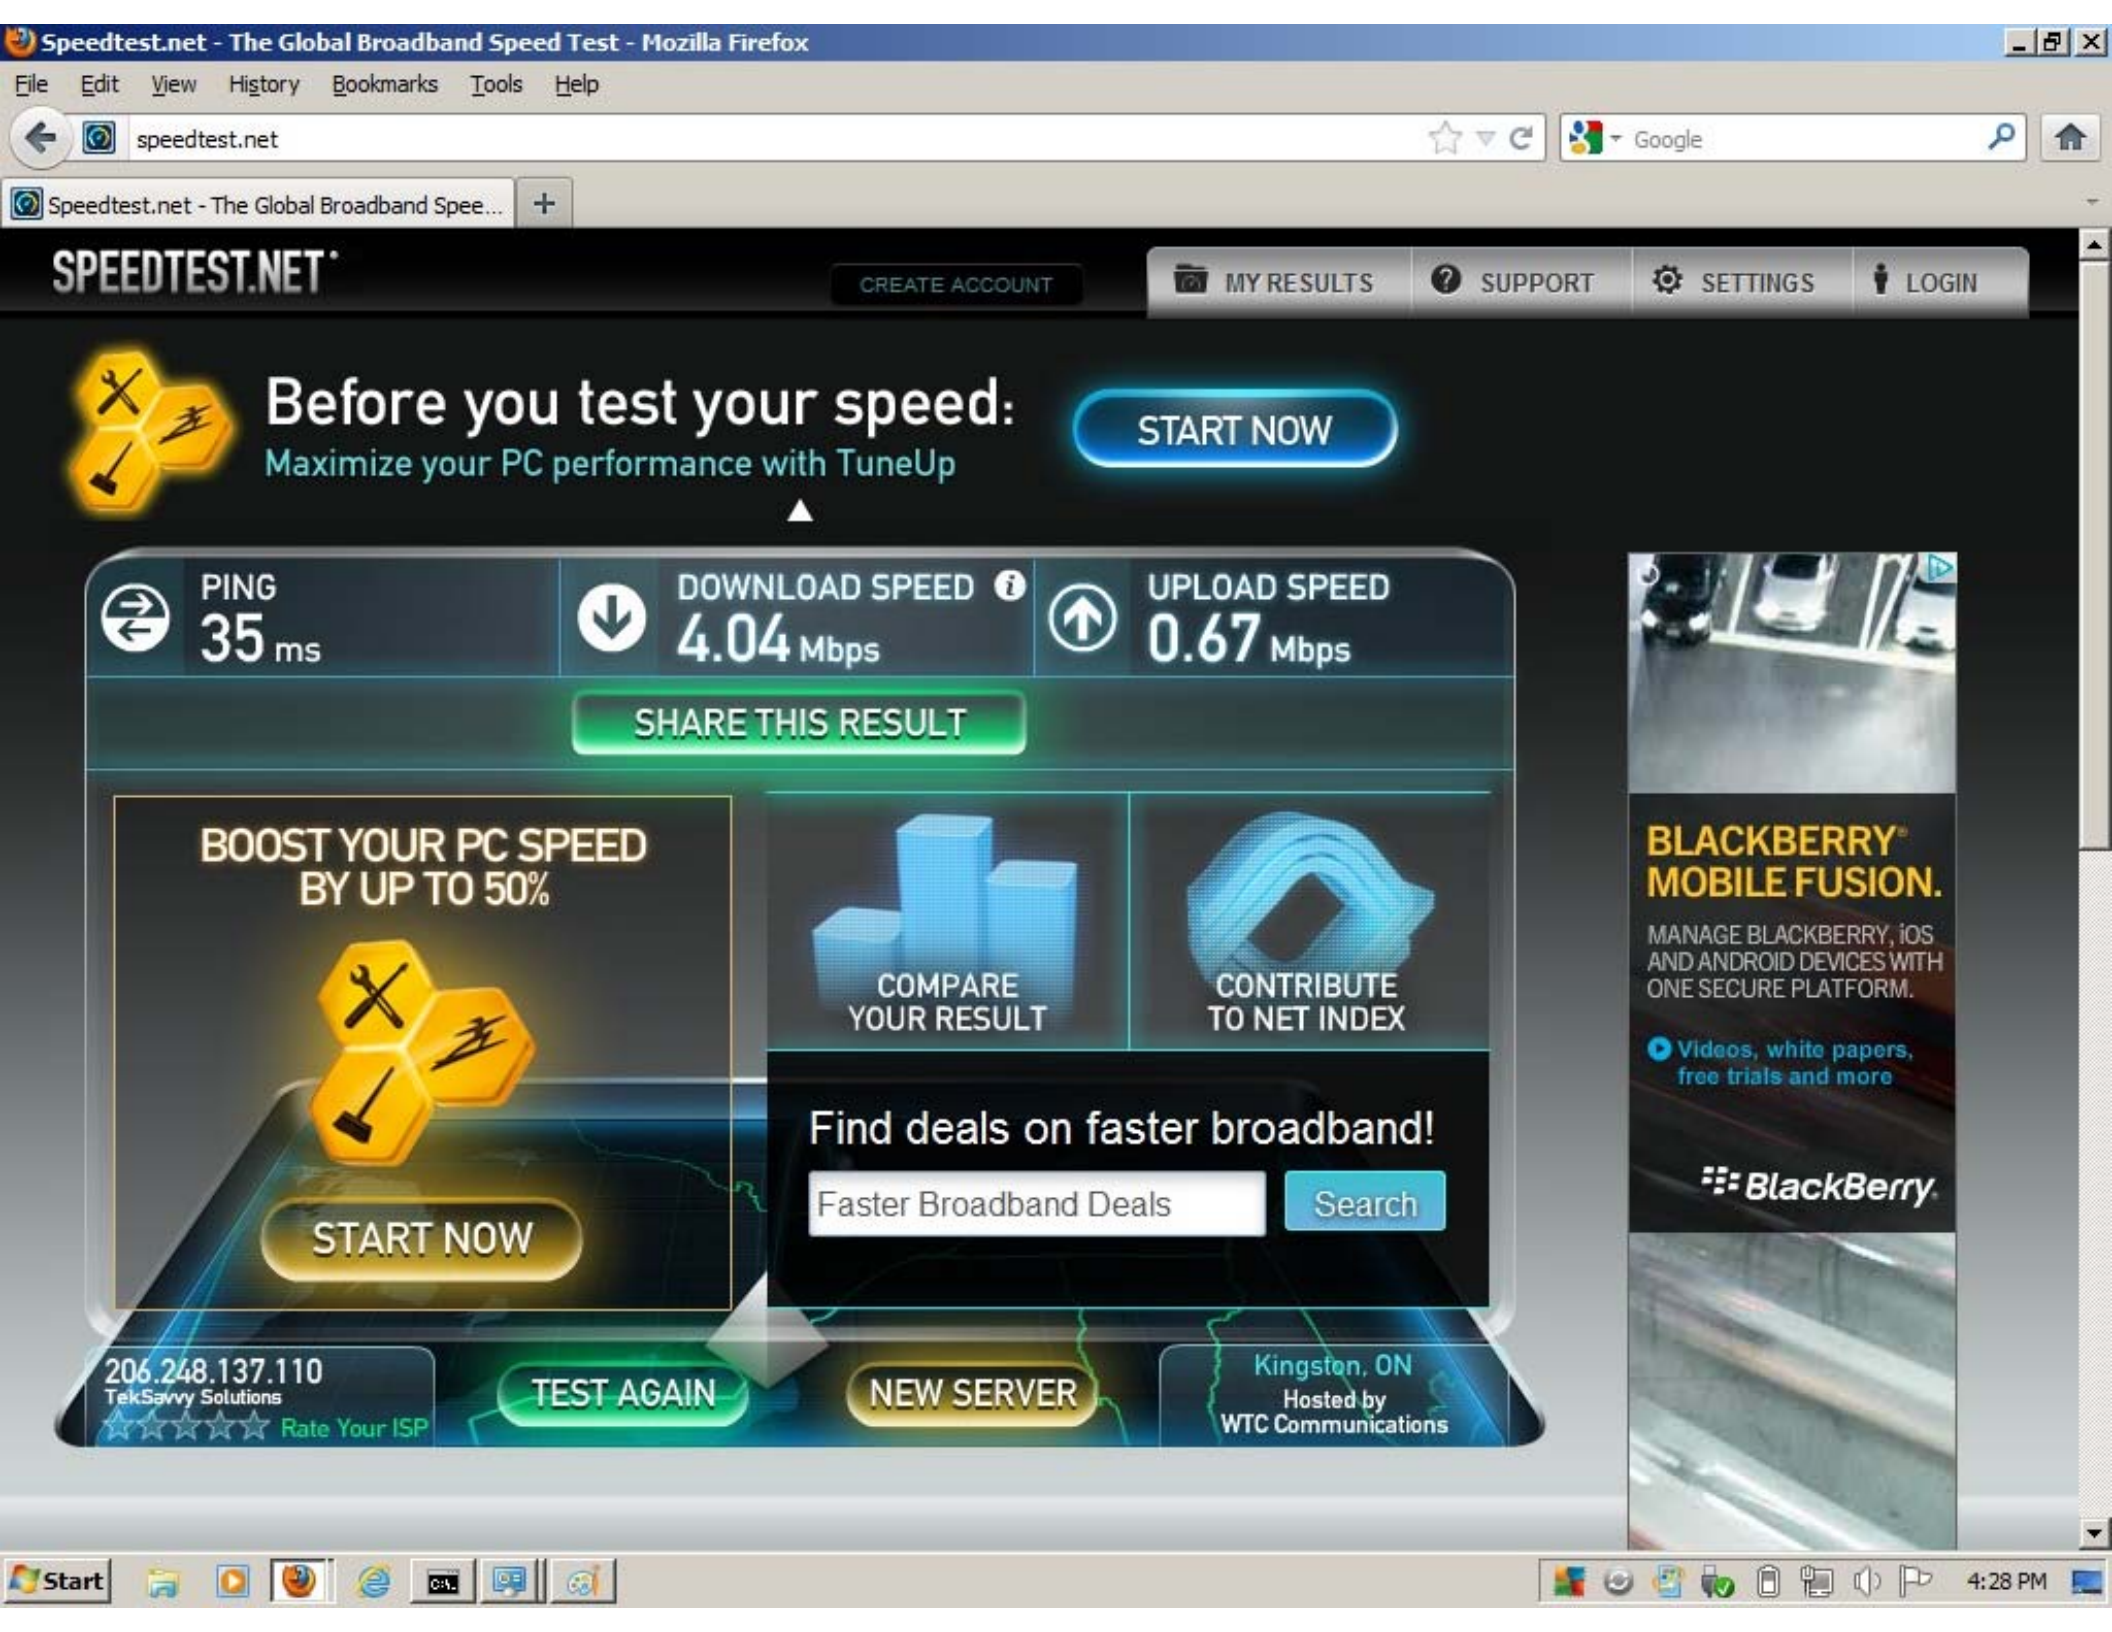 Speedtest.net - The Global Broadband Speed Test - Mozilla Firefox
File Edit View History Bookmarks Tools Help
speedtest.net
Google
Speedtest.net - The Global Broadband Spee...
SPEEDTEST.NET
CREATE ACCOUNT
MY RESULTS
SUPPORT
SETTINGS
LOGIN
Before you test your speed:
Maximize your PC performance with TuneUp
START NOW
PING
35 ms
DOWNLOAD SPEED
4.04 Mbps
UPLOAD SPEED
0.67 Mbps
SHARE THIS RESULT
BOOST YOUR PC SPEED
BY UP TO 50%
START NOW
COMPARE
YOUR RESULT
CONTRIBUTE
TO NET INDEX
Find deals on faster broadband!
Faster Broadband Deals
Search
206.248.137.110
TekSavvy Solutions
Rate Your ISP
TEST AGAIN
NEW SERVER
Kingston, ON
Hosted by
WTC Communications
BLACKBERRY®
MOBILE FUSION.
MANAGE BLACKBERRY, iOS
AND ANDROID DEVICES WITH
ONE SECURE PLATFORM.
Videos, white papers,
free trials and more
BlackBerry.
Start
C:\.
4:28 PM